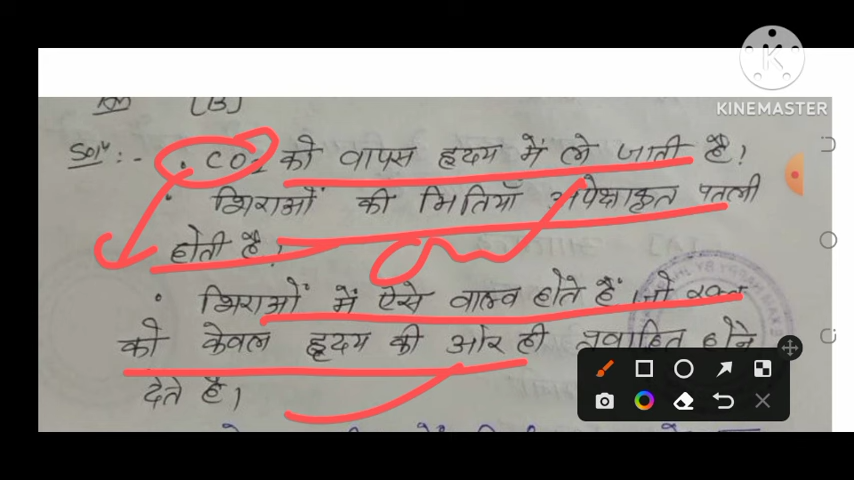 KINEMASTER
(B)
Solⁿ:- • CO₂ को वापस हृदय में ले जाती है!
• शिराओं की भितियाँ अपेक्षाकृत पतली
होती है!
• शिराओं में ऐसे वाल्व होते हैं जो रक्त
को केवल हृदय की ओर ही प्रवाहित होने
देते है।